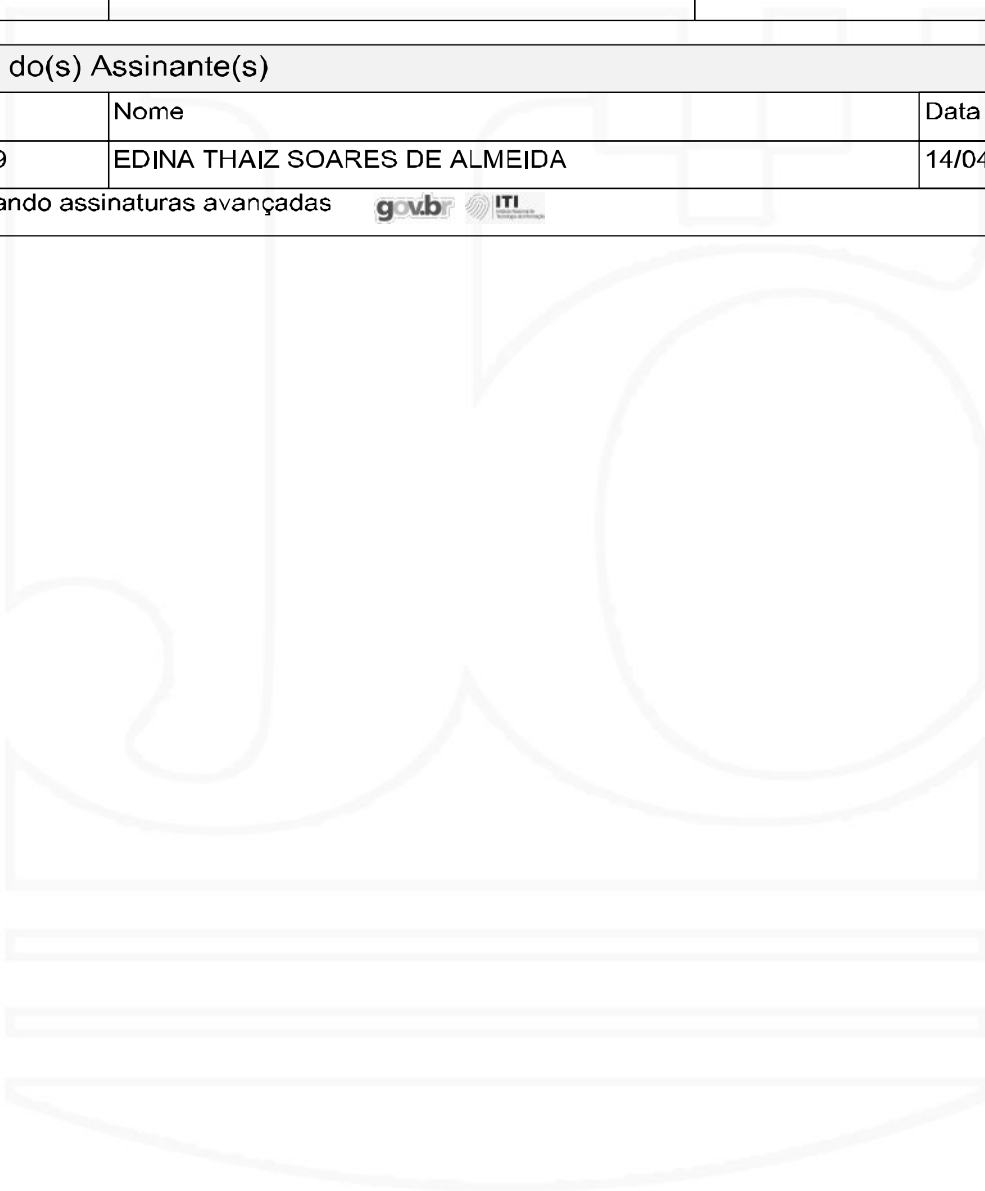 do(s) Assinante(s)
Nome Data
9 EDINA THAIZ SOARES DE ALMEIDA 14/04
ando assinaturas avançadas gov.br ITI